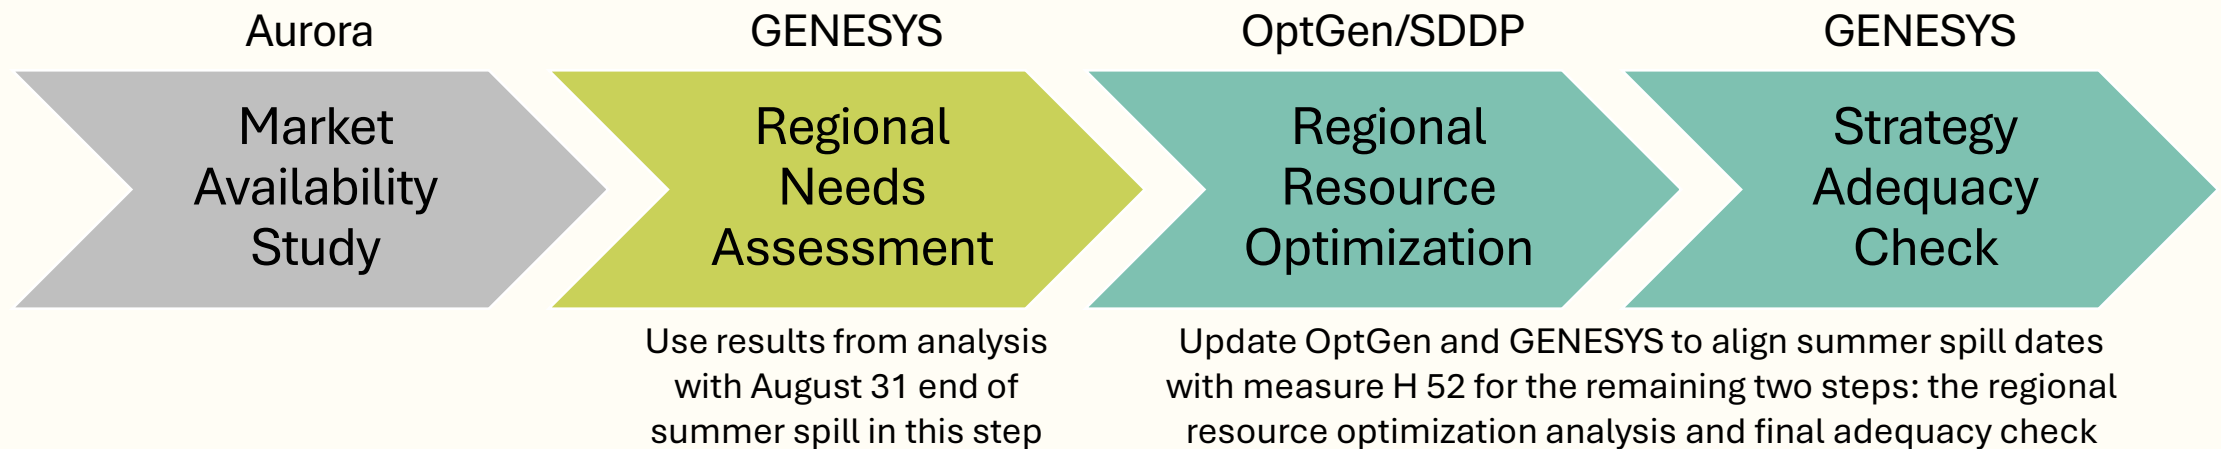 Aurora
GENESYS
OptGen/SDDP
GENESYS
Market
Availability
Study
Regional
Needs
Assessment
Regional
Resource
Optimization
Strategy
Adequacy
Check
Use results from analysis
with August 31 end of
summer spill in this step
Update OptGen and GENESYS to align summer spill dates
with measure H 52 for the remaining two steps: the regional
resource optimization analysis and final adequacy check